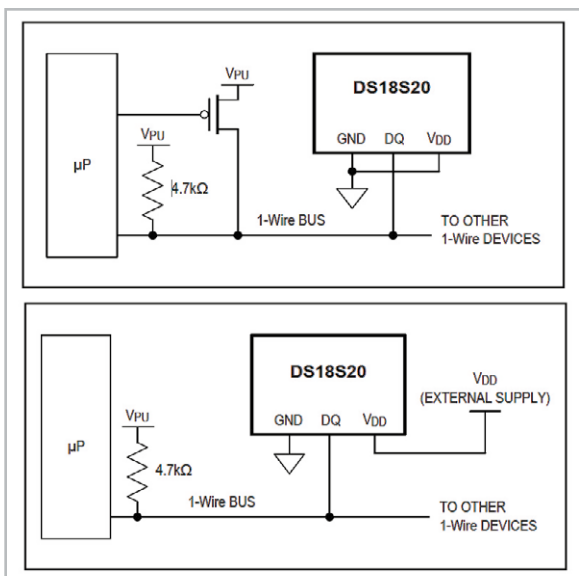 VPU
DS18S20
VPU
GND DQ VDD
µP
4.7kΩ
1-Wire BUS
TO OTHER
1-Wire DEVICES
DS18S20
VDD
(EXTERNAL SUPPLY)
VPU
GND DQ VDD
µP
4.7kΩ
1-Wire BUS
TO OTHER
1-Wire DEVICES